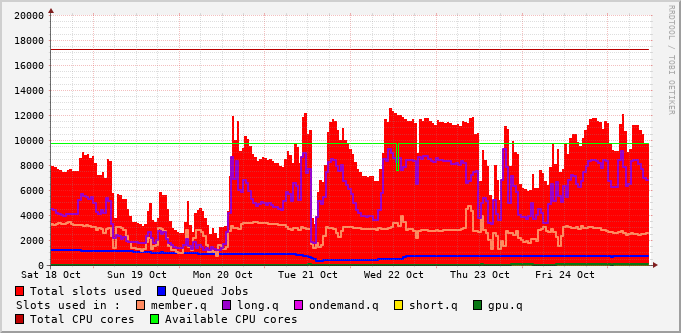 RRDTOOL / TOBI OETIKER
20000
18000
16000
14000
12000
10000
8000
6000
4000
2000
0
Sat 18 Oct Sun 19 Oct Mon 20 Oct Tue 21 Oct Wed 22 Oct Thu 23 Oct Fri 24 Oct
Total slots used Queued Jobs
Slots used in : member.q long.q ondemand.q short.q gpu.q
Total CPU cores Available CPU cores